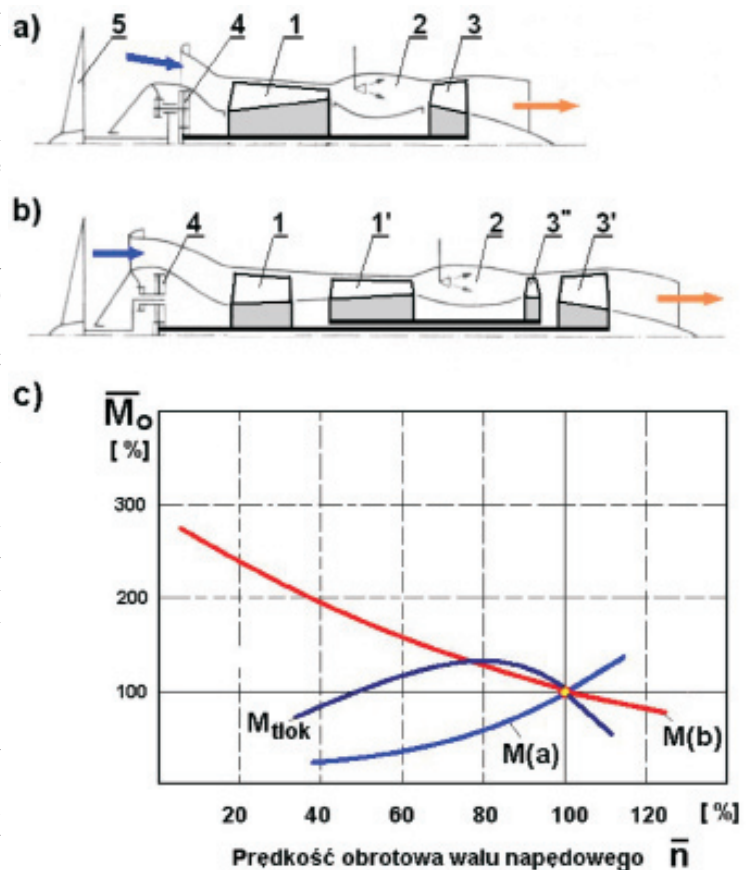 a)
5 4 1 2 3
b)
4 1 1' 2 3" 3'
c)
M̅o
[ %]
300
200
100
Mtłok
M(a)
M(b)
20 40 60 80 100 120 [ %]
Prędkość obrotowa wału napędowego n̅